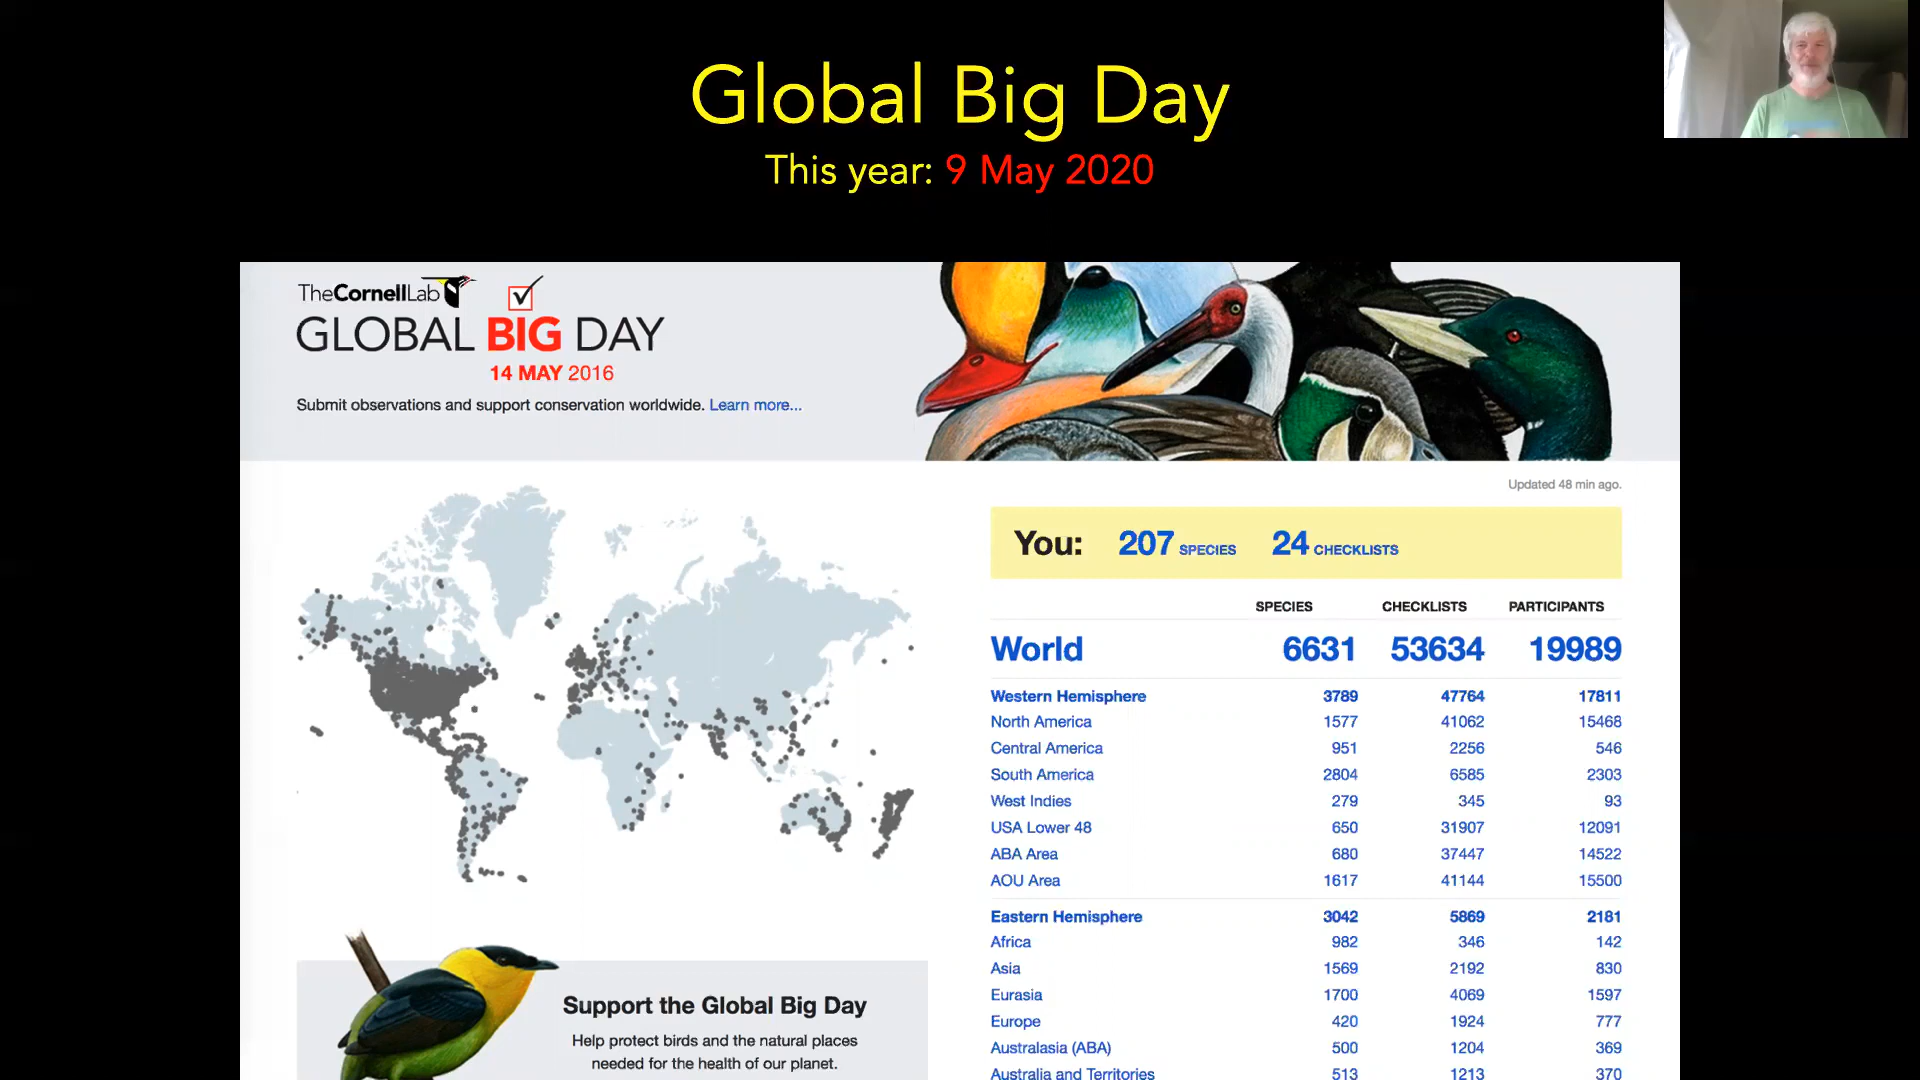 Global Big Day
This year: 9 May 2020
TheCornellLab
GLOBAL BIG DAY
14 MAY 2016
Submit observations and support conservation worldwide. Learn more...
Updated 48 min ago.
You: 207 SPECIES 24 CHECKLISTS
SPECIES CHECKLISTS PARTICIPANTS
World 6631 53634 19989
Western Hemisphere 3789 47764 17811
North America 1577 41062 15468
Central America 951 2256 546
South America 2804 6585 2303
West Indies 279 345 93
USA Lower 48 650 31907 12091
ABA Area 680 37447 14522
AOU Area 1617 41144 15500
Eastern Hemisphere 3042 5869 2181
Africa 982 346 142
Asia 1569 2192 830
Eurasia 1700 4069 1597
Europe 420 1924 777
Australasia (ABA) 500 1204 369
Australia and Territories 513 1213 370
Support the Global Big Day
Help protect birds and the natural places
needed for the health of our planet.